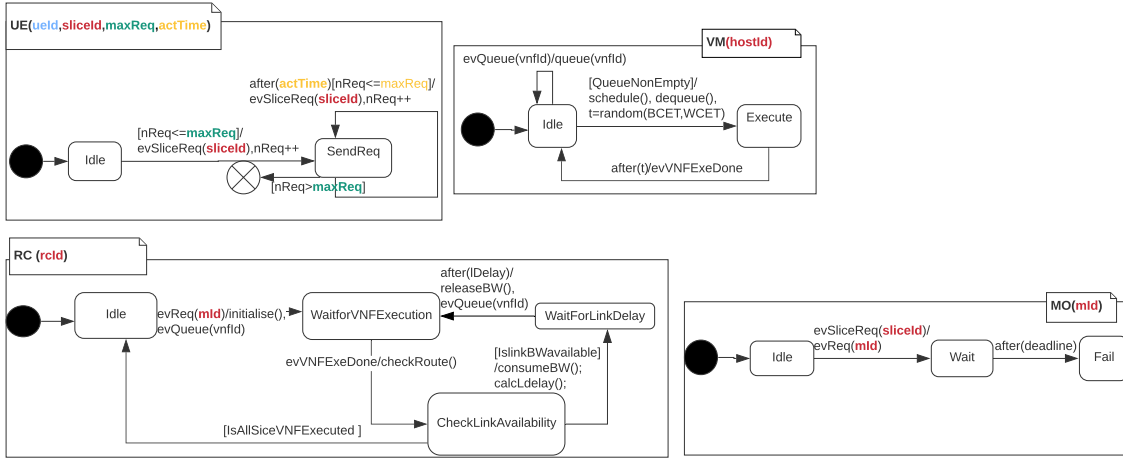 UE(ueId,sliceId,maxReq,actTime)
after(actTime)[nReq<=maxReq]/
evSliceReq(sliceId),nReq++
[nReq<=maxReq]/
evSliceReq(sliceId),nReq++
Idle
SendReq
[nReq>maxReq]
VM(hostId)
evQueue(vnfId)/queue(vnfId)
[QueueNonEmpty]/
schedule(), dequeue(),
t=random(BCET,WCET)
Idle
Execute
after(t)/evVNFExeDone
RC (rcId)
Idle
evReq(mId)/initialise(),
evQueue(vnfId)
WaitforVNFExecution
after(lDelay)/
releaseBW(),
evQueue(vnfId)
WaitForLinkDelay
evVNFExeDone/checkRoute()
[IslinkBWavailable]
/consumeBW();
calcLdelay();
CheckLinkAvailability
[IsAllSiceVNFExecuted ]
MO(mId)
Idle
evSliceReq(sliceId)/
evReq(mId)
Wait
after(deadline)
Fail